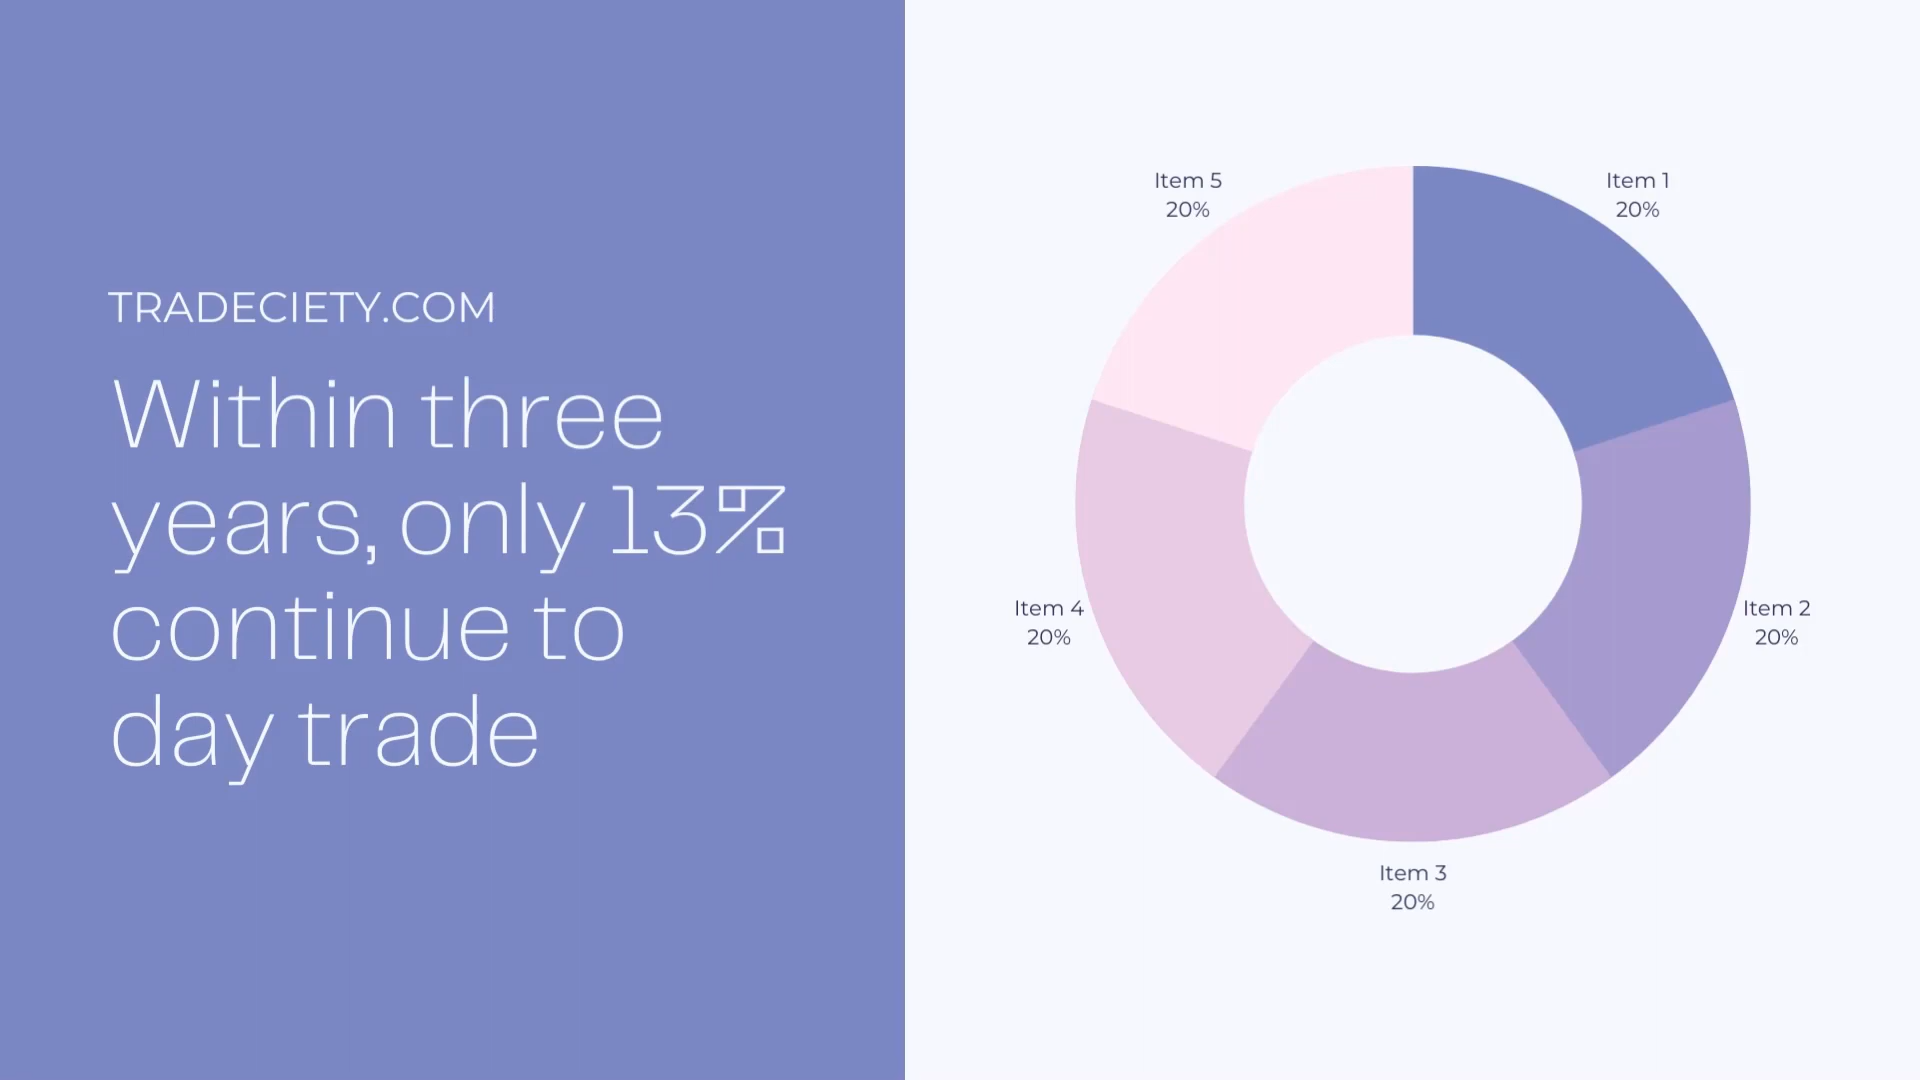 TRADECIETY.COM
Within three
years, only 13%
continue to
day trade
Item 5
20%
Item 1
20%
Item 4
20%
Item 2
20%
Item 3
20%